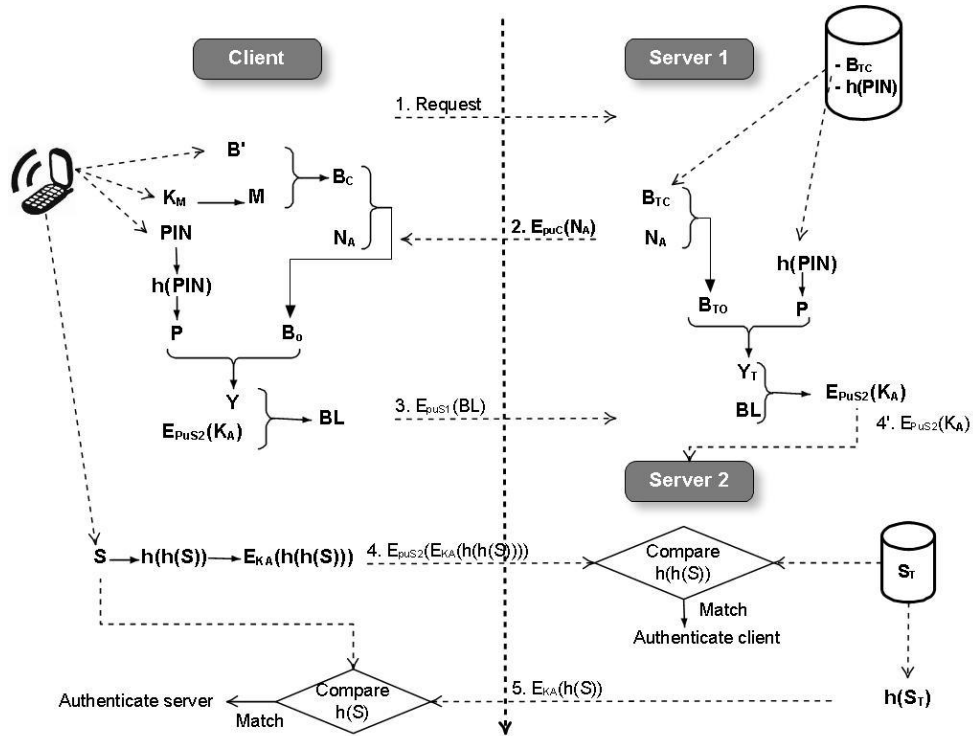 Client
Server 1
- BTC
- h(PIN)
1. Request
B'
KM
M
BC
NA
PIN
h(PIN)
P
B0
2. EpuC(NA)
BTC
NA
h(PIN)
BTO
P
Y
EPuS2(KA)
BL
3. EpuS1(BL)
YT
BL
EPuS2(KA)
4'. EPuS2(KA)
Server 2
S
h(h(S))
EKA(h(h(S)))
4. EpuS2(EKA(h(h(S))))
Compare
h(h(S))
ST
Match
Authenticate client
Authenticate server
Match
Compare
h(S)
5. EKA(h(S))
h(ST)